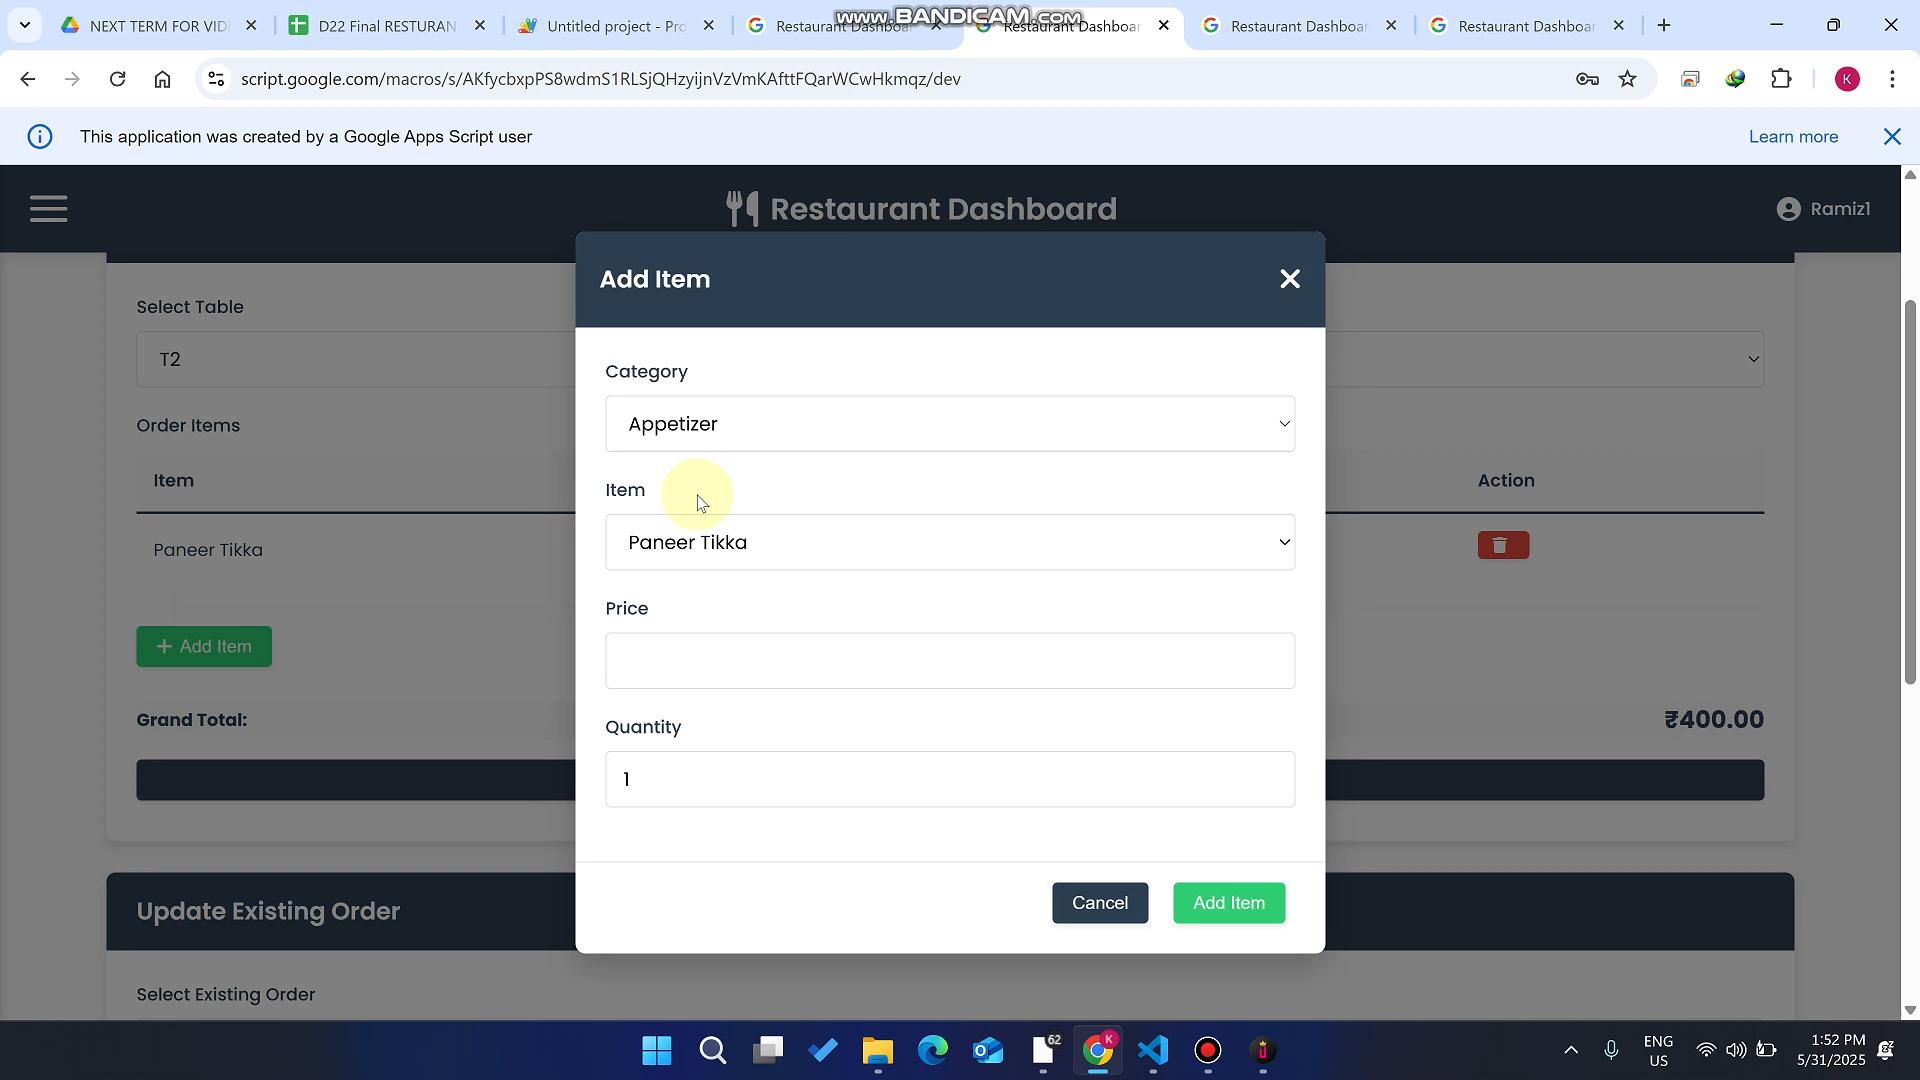 NEXT TERM FOR VID
D22 Final RESTURAN
Untitled project - Pro
Restaurant Dashboar
www.BANDICAM.com
Restaurant Dashboar
Restaurant Dashboar
Restaurant Dashboar
script.google.com/macros/s/AKfycbxpPS8wdmS1RLSjQHzyijnVzVmKAfttFQarWCwHkmqz/dev
K
This application was created by a Google Apps Script user
Learn more
Restaurant Dashboard
Ramiz1
Add Item
Select Table
T2
Category
Appetizer
Order Items
Item
Action
Item
Paneer Tikka
Paneer Tikka
Price
Add Item
Grand Total:
₹400.00
Quantity
1
Cancel
Add Item
Update Existing Order
Select Existing Order
62
K
ENG
US
1:52 PM
5/31/2025